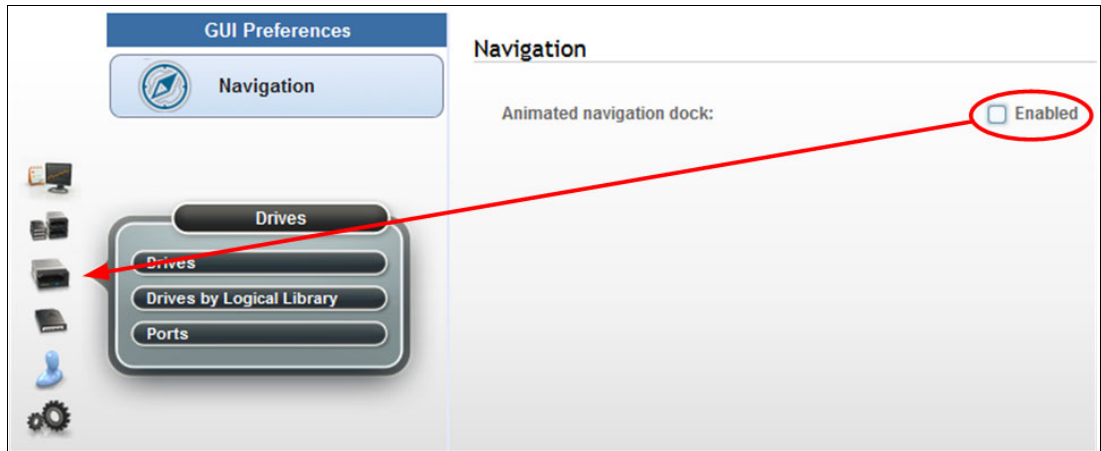 GUI Preferences
Navigation
Navigation
Animated navigation dock:
Enabled
Drives
Drives
Drives by Logical Library
Ports